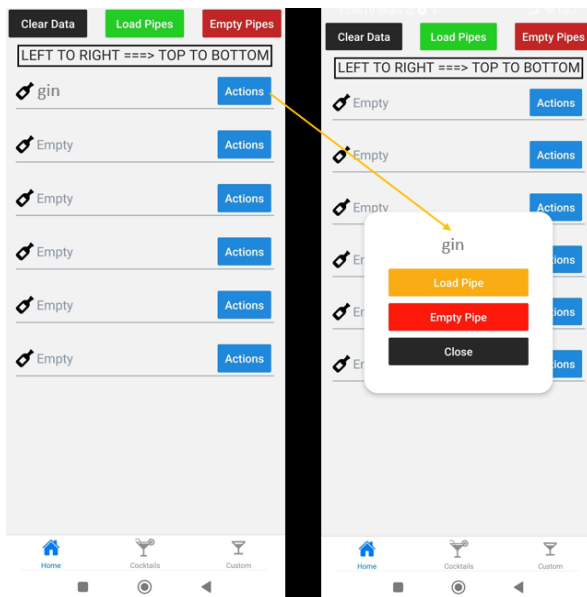 Clear Data Load Pipes Empty Pipes
LEFT TO RIGHT ===> TOP TO BOTTOM
gin Actions
Empty Actions
Empty Actions
Empty Actions
Empty Actions
Empty Actions
Home Cocktails Custom
Clear Data Load Pipes Empty Pipes
LEFT TO RIGHT ===> TOP TO BOTTOM
Empty Actions
Empty Actions
Empty Actions
gin
Load Pipe
Empty Pipe
Close
Home Cocktails Custom